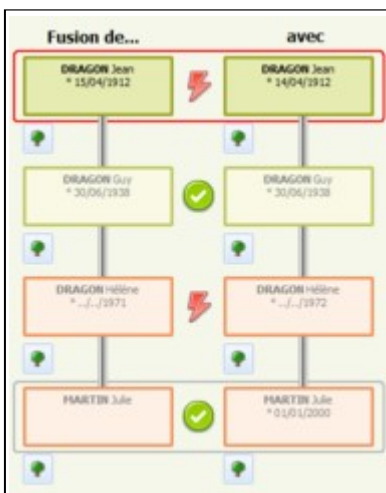 Fusion de... avec
DRAGON Jean DRAGON Jean
* 15/04/1912 * 14/04/1912
DRAGON Guy DRAGON Guy
* 30/06/1938 * 30/06/1938
DRAGON Hélène DRAGON Hélène
* ../../1971 * ../../1972
MARTIN Julie MARTIN Julie
* 01/01/2000